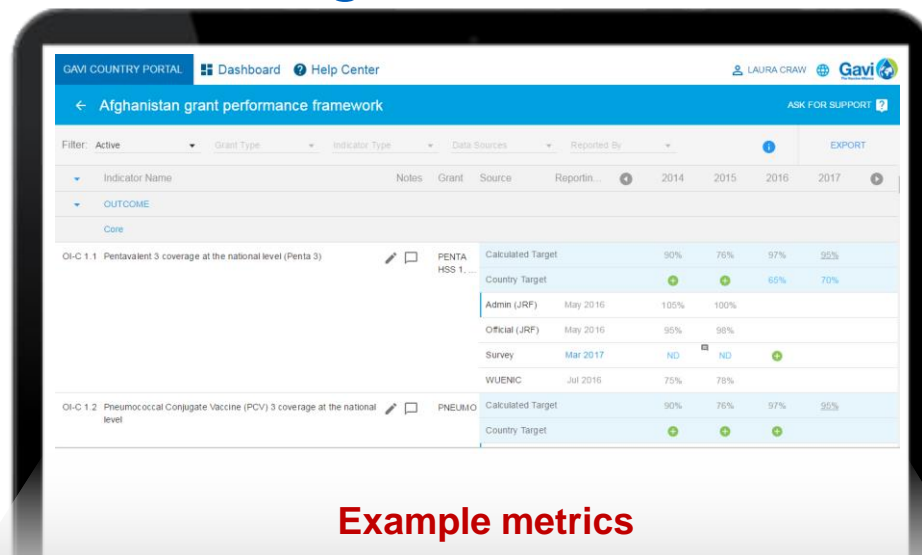 GAVI COUNTRY PORTAL Dashboard Help Center LAURA CRAW Gavi
Afghanistan grant performance framework ASK FOR SUPPORT ?
Filter: Active Grant Type Indicator Type Data Sources Reported By EXPORT
Indicator Name Notes Grant Source Reportin... 2014 2015 2016 2017
OUTCOME
Core
OI-C 1.1 Pentavalent 3 coverage at the national level (Penta 3) PENTA Calculated Target 90% 76% 97% 95%
HSS 1, ... Country Target 65% 70%
Admin (JRF) May 2016 105% 100%
Official (JRF) May 2016 95% 98%
Survey Mar 2017 ND ND
WUENIC Jul 2016 75% 78%
OI-C 1.2 Pneumococcal Conjugate Vaccine (PCV) 3 coverage at the national PNEUMO Calculated Target 90% 76% 97% 95%
level Country Target
Example metrics